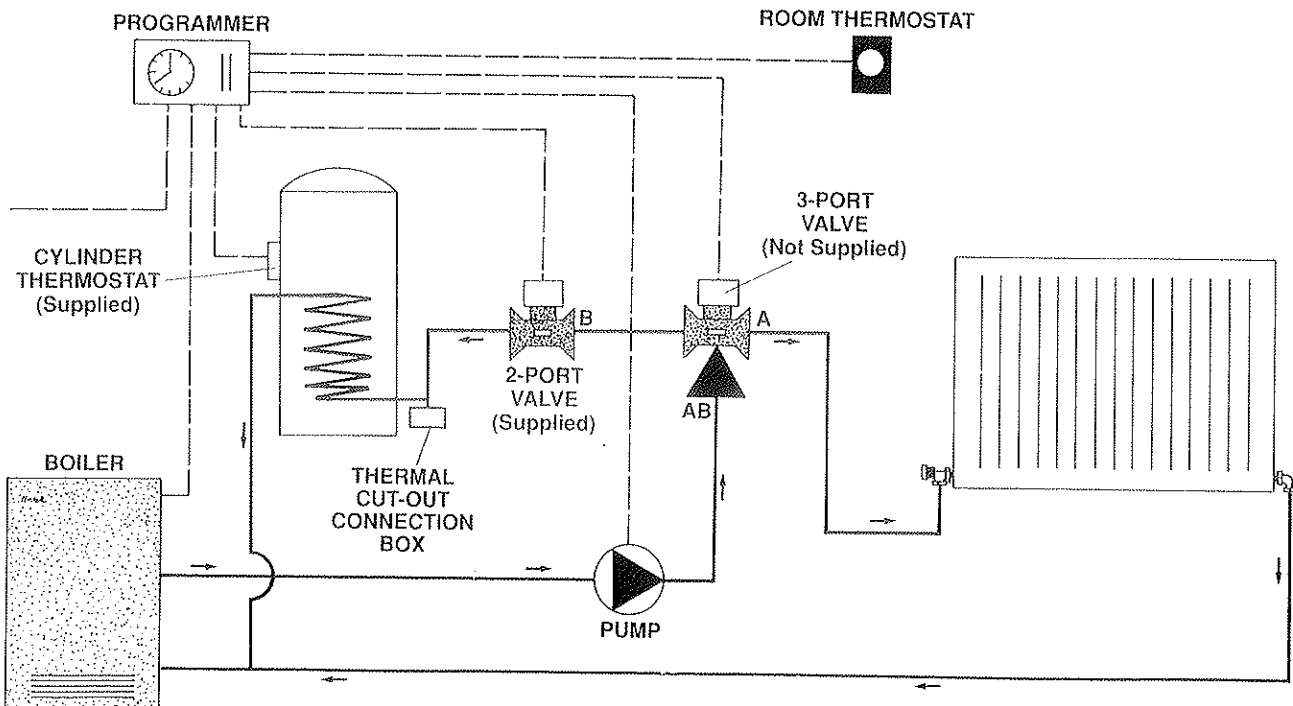 PROGRAMMER
ROOM THERMOSTAT
3-PORT
VALVE
(Not Supplied)
CYLINDER
THERMOSTAT
(Supplied)
B
A
2-PORT
VALVE
(Supplied)
AB
BOILER
THERMAL
CUT-OUT
CONNECTION
BOX
PUMP